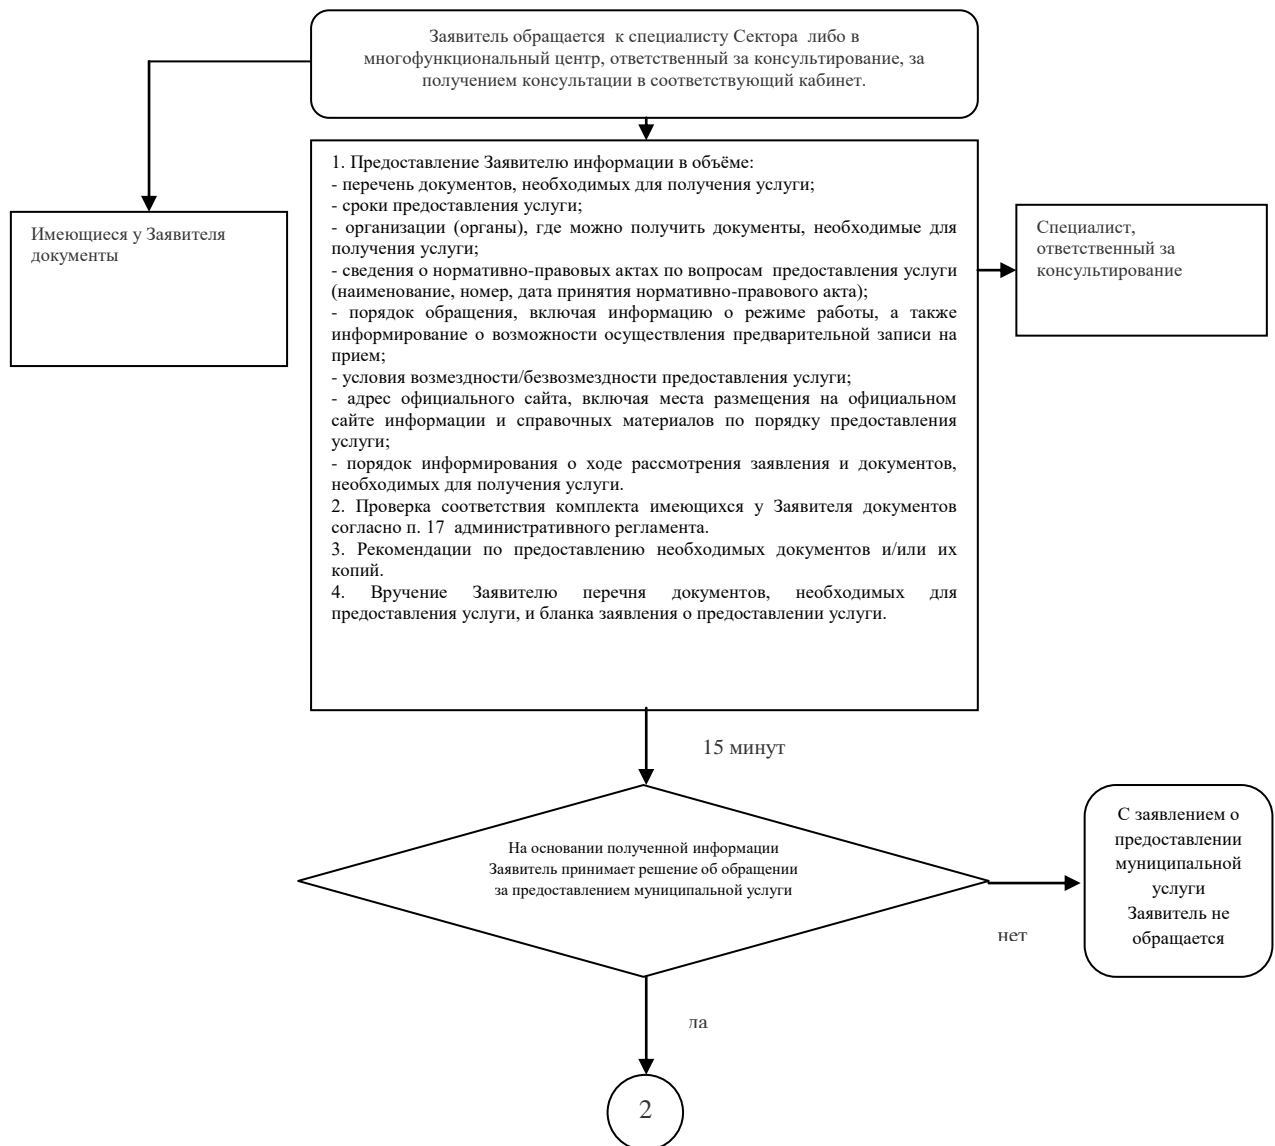 Заявитель обращается к специалисту Сектора либо в
многофункциональный центр, ответственный за консультирование, за
получением консультации в соответствующий кабинет.
1. Предоставление Заявителю информации в объёме:
- перечень документов, необходимых для получения услуги;
- сроки предоставления услуги;
- организации (органы), где можно получить документы, необходимые для
получения услуги;
- сведения о нормативно-правовых актах по вопросам предоставления услуги
(наименование, номер, дата принятия нормативно-правового акта);
- порядок обращения, включая информацию о режиме работы, а также
информирование о возможности осуществления предварительной записи на
прием;
- условия возмездности/безвозмездности предоставления услуги;
- адрес официального сайта, включая места размещения на официальном
сайте информации и справочных материалов по порядку предоставления
услуги;
- порядок информирования о ходе рассмотрения заявления и документов,
необходимых для получения услуги.
2. Проверка соответствия комплекта имеющихся у Заявителя документов
согласно п. 17 административного регламента.
3. Рекомендации по предоставлению необходимых документов и/или их
копий.
4. Вручение Заявителю перечня документов, необходимых для
предоставления услуги, и бланка заявления о предоставлении услуги.
Имеющиеся у Заявителя
документы
Специалист,
ответственный за
консультирование
15 минут
На основании полученной информации
Заявитель принимает решение об обращении
за предоставлением муниципальной услуги
С заявлением о
предоставлении
муниципальной
услуги
Заявитель не
обращается
нет
да
2